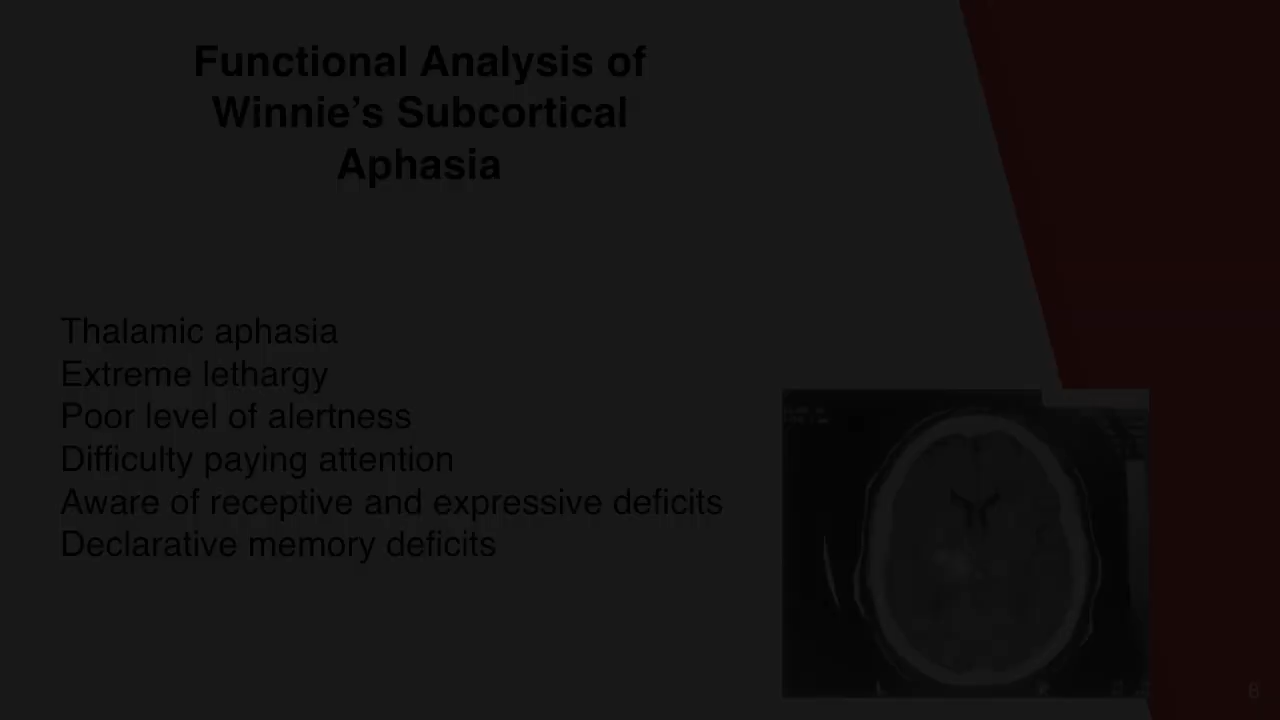 Functional Analysis of
Winnie’s Subcortical
Aphasia
Thalamic aphasia
Extreme lethargy
Poor level of alertness
Difficulty paying attention
Aware of receptive and expressive deficits
Declarative memory deficits
8